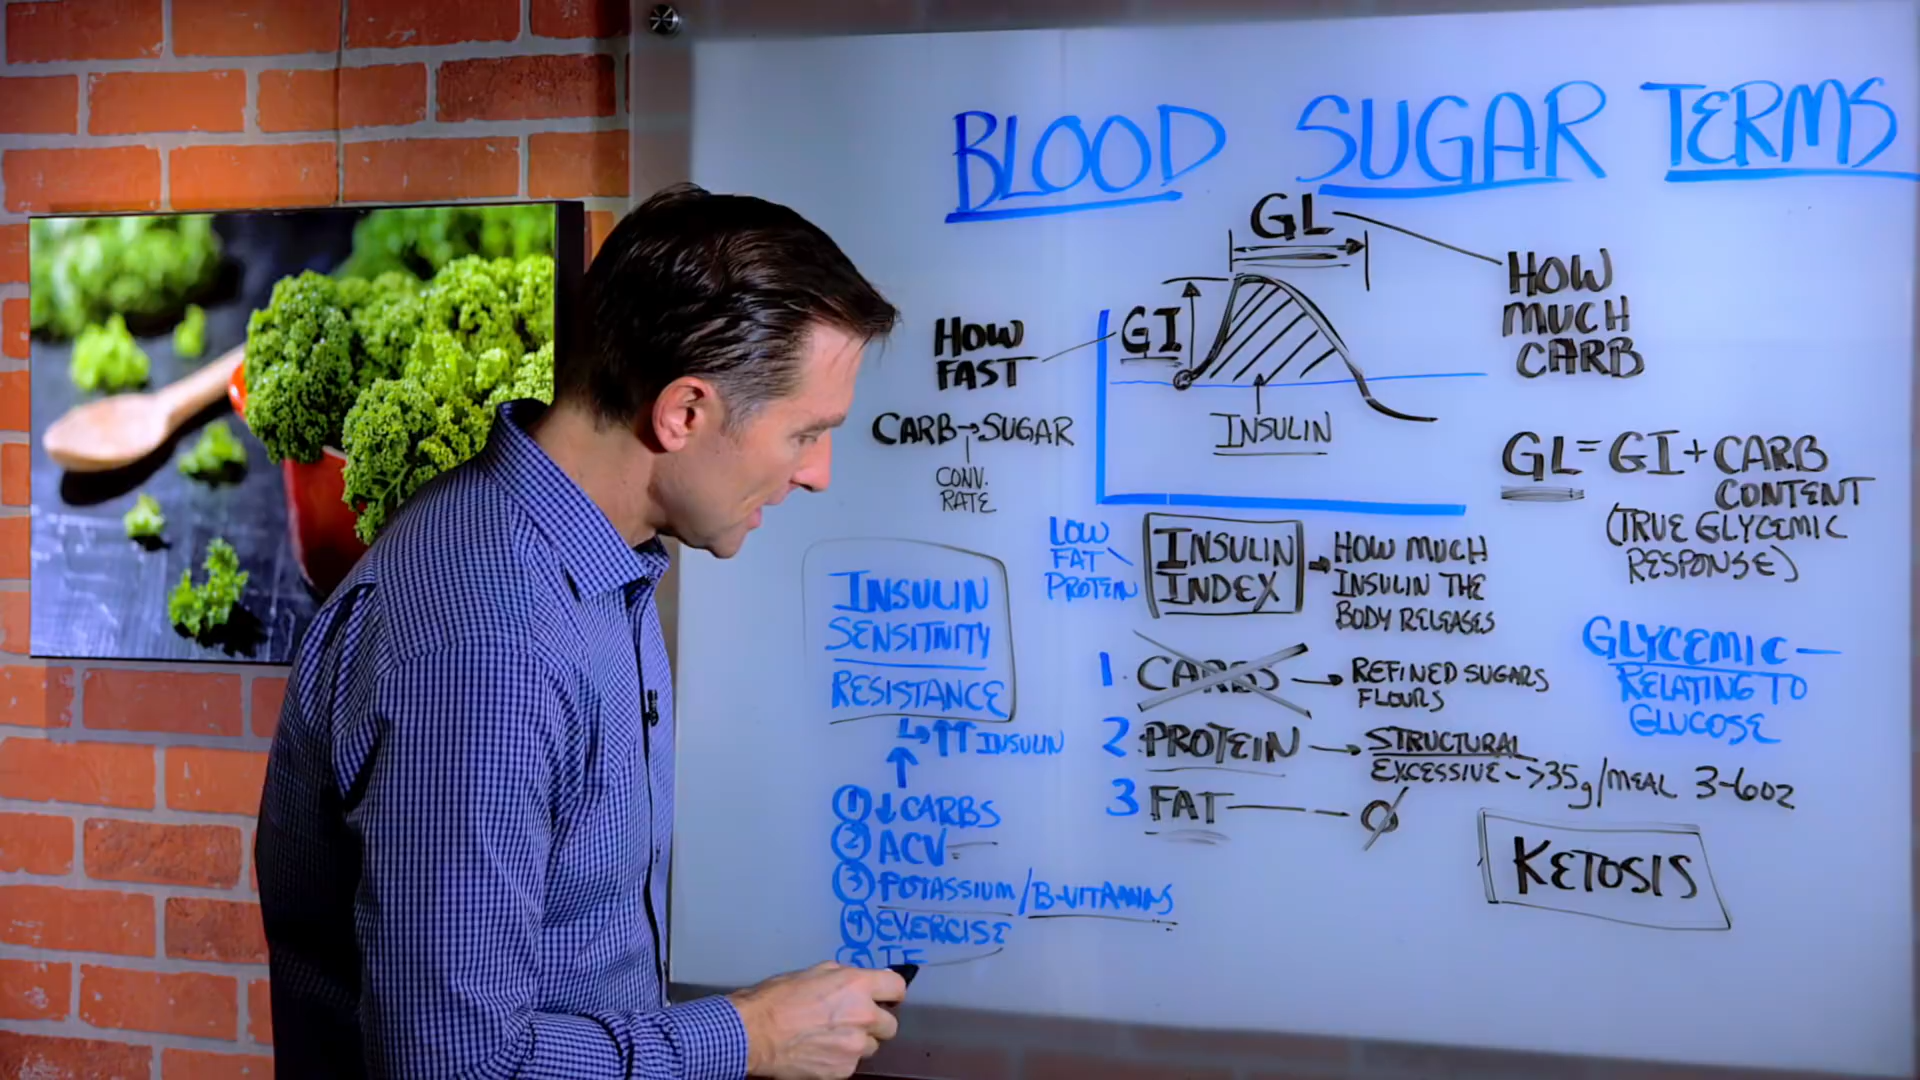 BLOOD SUGAR TERMS
GL
HOW
MUCH
CARB
HOW
FAST
GI
CARB→SUGAR
CONV.
RATE
INSULIN
GL=GI+CARB
CONTENT
(TRUE GLYCEMIC
RESPONSE)
LOW
FAT
PROTEIN
INSULIN
INDEX
→HOW MUCH
INSULIN THE
BODY RELEASES
INSULIN
SENSITIVITY
RESISTANCE
↳↑↑ INSULIN
↑
① ↓CARBS
② ACV
③ POTASSIUM/B-VITAMINS
④ EXERCISE
⑤ IF
1. CARBS → REFINED SUGARS
FLOURS
2 PROTEIN → STRUCTURAL
EXCESSIVE->35g/MEAL 3-6oz
3 FAT
GLYCEMIC—
RELATING TO
GLUCOSE
KETOSIS